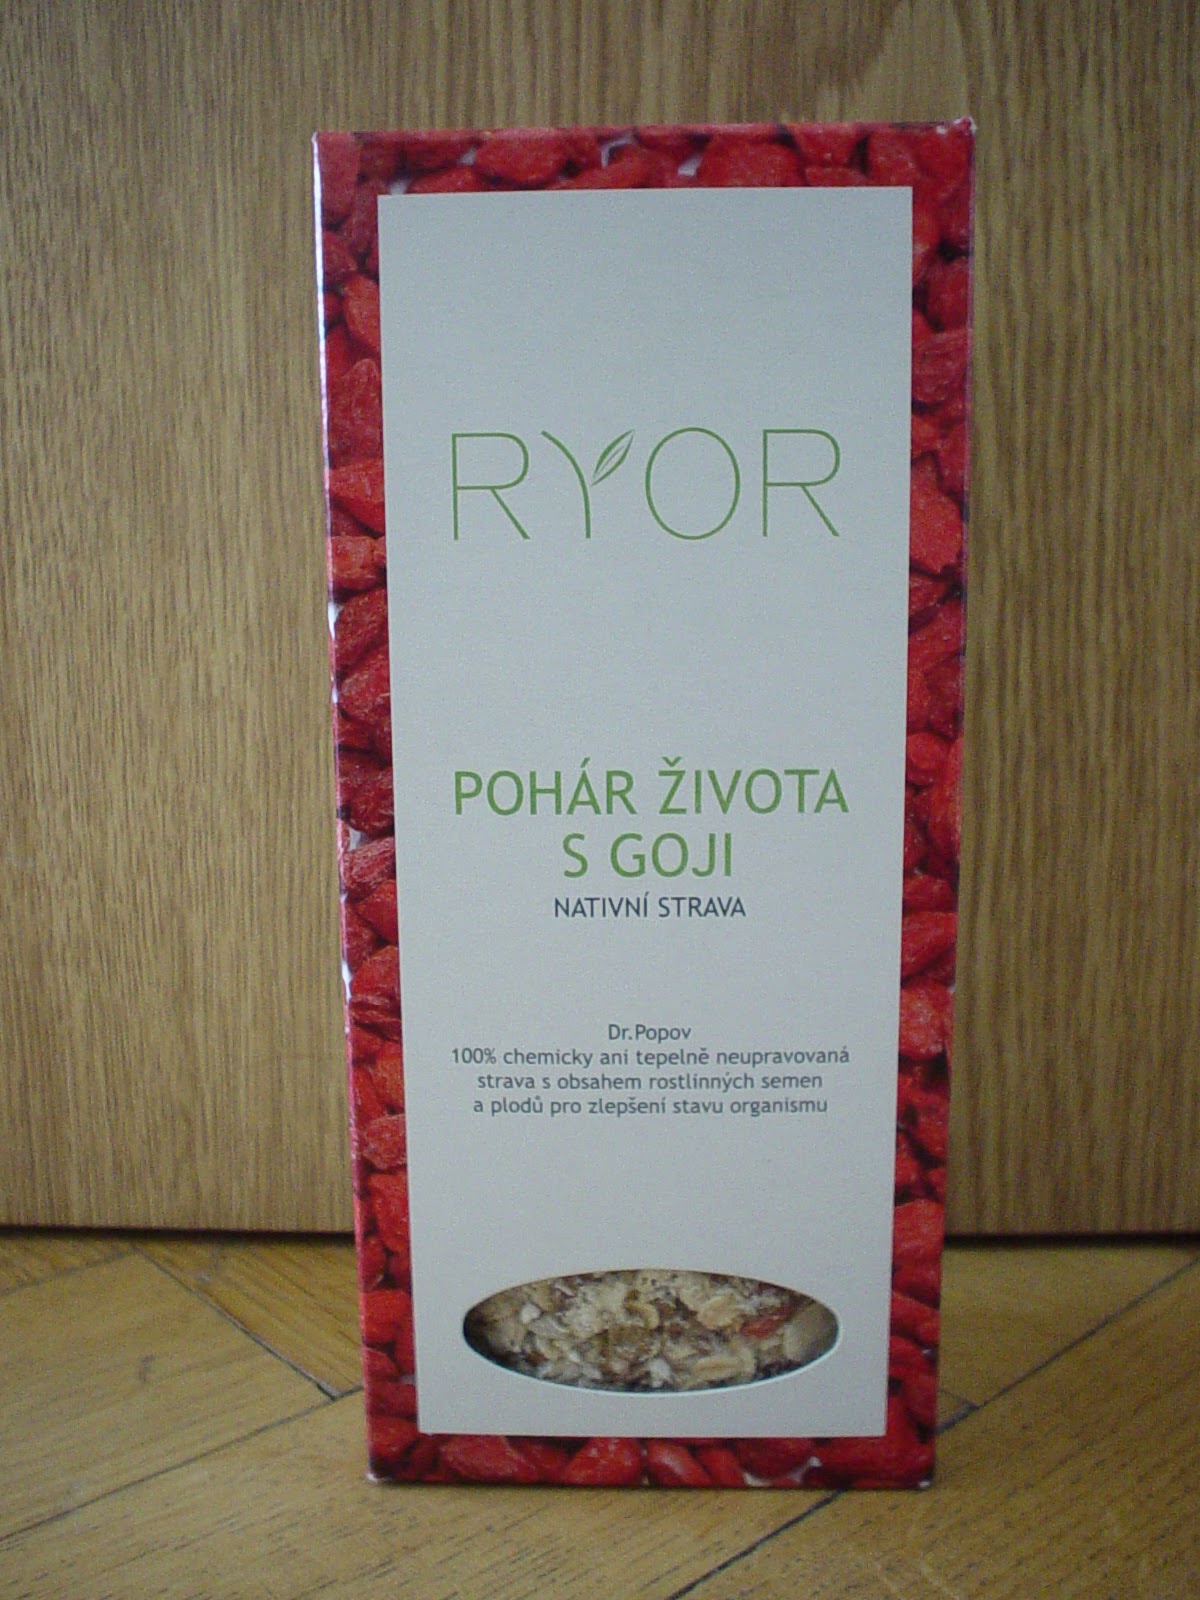 RYOR
POHÁR ŽIVOTA
S GOJI
NATIVNÍ STRAVA
Dr.Popov
100% chemicky ani tepelně neupravovaná
strava s obsahem rostlinných semen
a plodů pro zlepšení stavu organismu